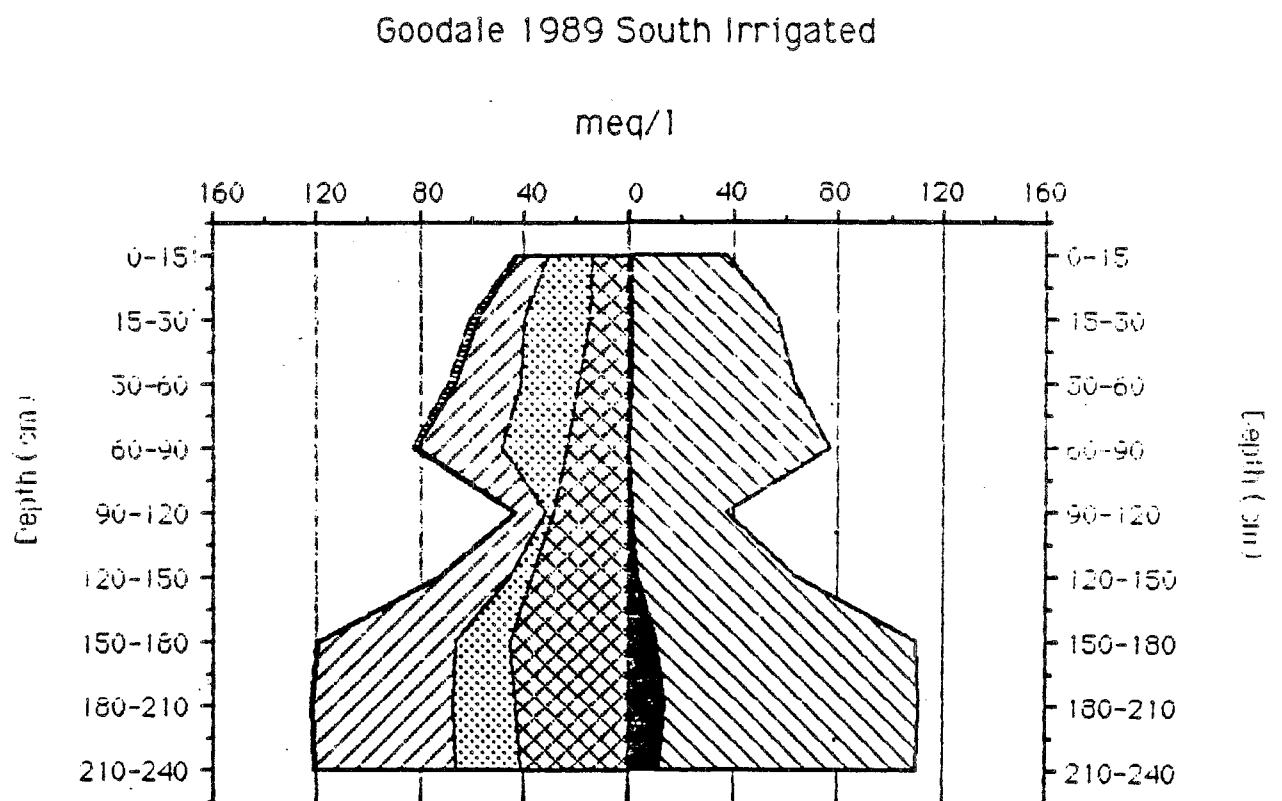 Goodale 1989 South Irrigated
meq/l
160 120 80 40 0 40 80 120 160
0-15 0-15
15-30 15-30
30-60 30-60
60-90 60-90
90-120 90-120
120-150 120-150
150-180 150-180
180-210 180-210
210-240 210-240
Depth (cm)
Depth (cm)